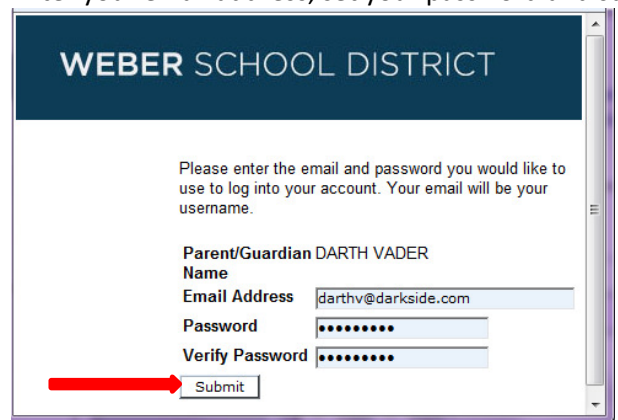 WEBER SCHOOL DISTRICT
Please enter the email and password you would like to
use to log into your account. Your email will be your
username.
Parent/Guardian DARTH VADER
Name
Email Address darthv@darkside.com
Password •••••••••
Verify Password •••••••••
Submit